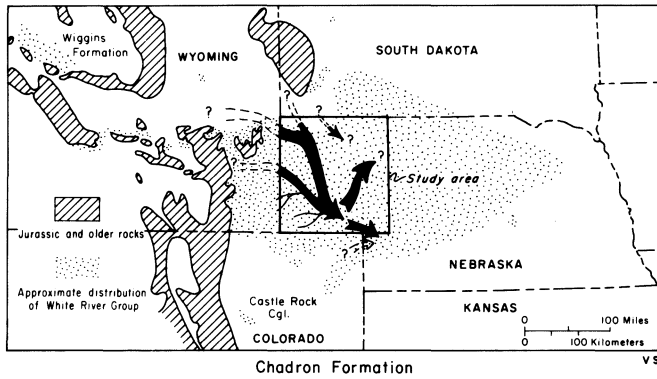 Wiggins
Formation
WYOMING
SOUTH DAKOTA
?
?
?
?
?
?
?
Study area
Jurassic and older rocks
Approximate distribution
of White River Group
NEBRASKA
KANSAS
Castle Rock
Cgl.
COLORADO
0 100 Miles
0 100 Kilometers
VS
Chadron Formation